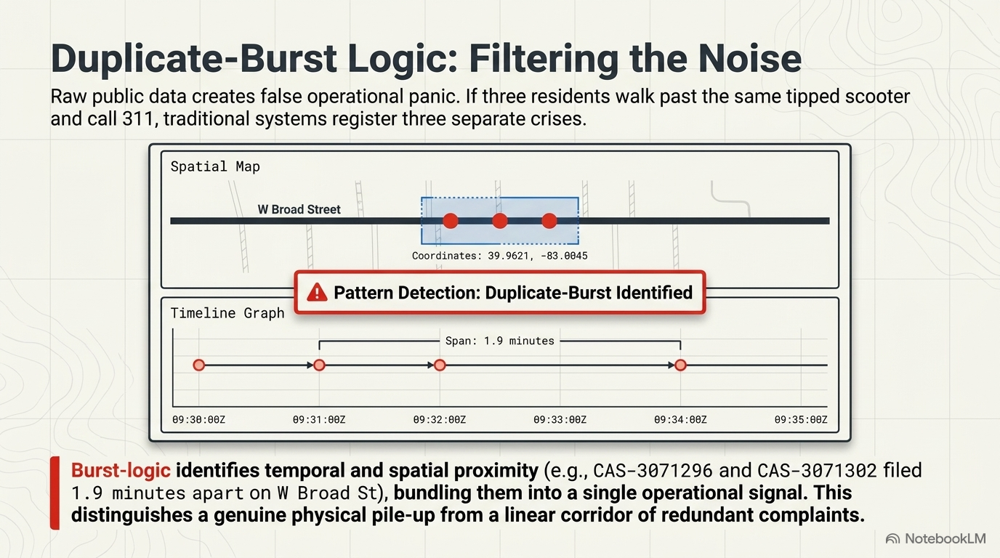 Duplicate-Burst Logic: Filtering the Noise
Raw public data creates false operational panic. If three residents walk past the same tipped scooter
and call 311, traditional systems register three separate crises.
Spatial Map
W Broad Street
Coordinates: 39.9621, -83.0045
Pattern Detection: Duplicate-Burst Identified
Timeline Graph
Span: 1.9 minutes
09:30:00Z 09:31:00Z 09:32:00Z 09:33:00Z 09:34:00Z 09:35:00Z
Burst-logic identifies temporal and spatial proximity (e.g., CAS-3071296 and CAS-3071302 filed
1.9 minutes apart on W Broad St), bundling them into a single operational signal. This
distinguishes a genuine physical pile-up from a linear corridor of redundant complaints.
NotebookLM